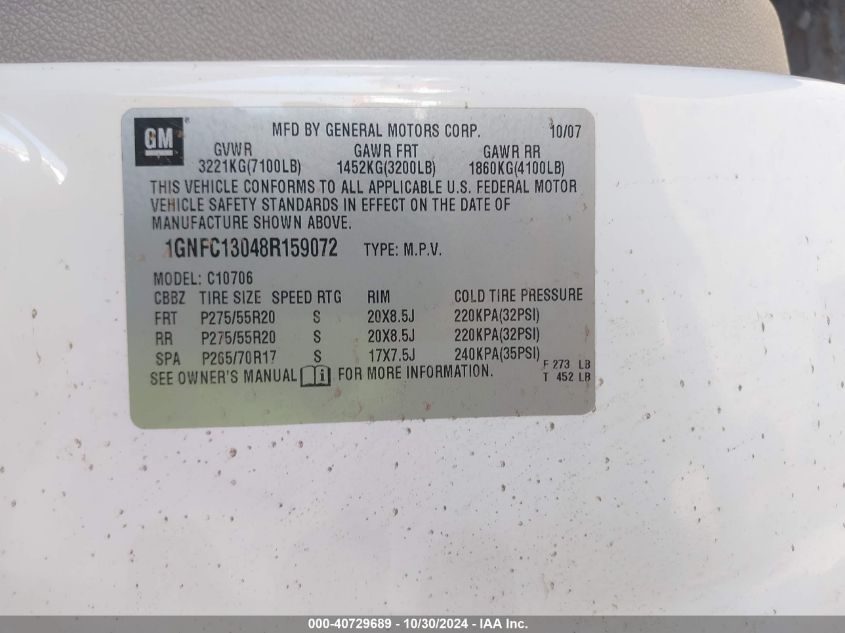 GM
MFD BY GENERAL MOTORS CORP. 10/07
GVWR GAWR FRT GAWR RR
3221KG(7100LB) 1452KG(3200LB) 1860KG(4100LB)
THIS VEHICLE CONFORMS TO ALL APPLICABLE U.S. FEDERAL MOTOR
VEHICLE SAFETY STANDARDS IN EFFECT ON THE DATE OF
MANUFACTURE SHOWN ABOVE.
1GNFC13048R159072 TYPE: M.P.V.
MODEL: C10706
CBBZ TIRE SIZE SPEED RTG RIM COLD TIRE PRESSURE
FRT P275/55R20 S 20X8.5J 220KPA(32PSI)
RR P275/55R20 S 20X8.5J 220KPA(32PSI)
SPA P265/70R17 S 17X7.5J 240KPA(35PSI)
F 273 LB
T 452 LB
SEE OWNER'S MANUAL FOR MORE INFORMATION.
000-40729689 - 10/30/2024 - IAA Inc.